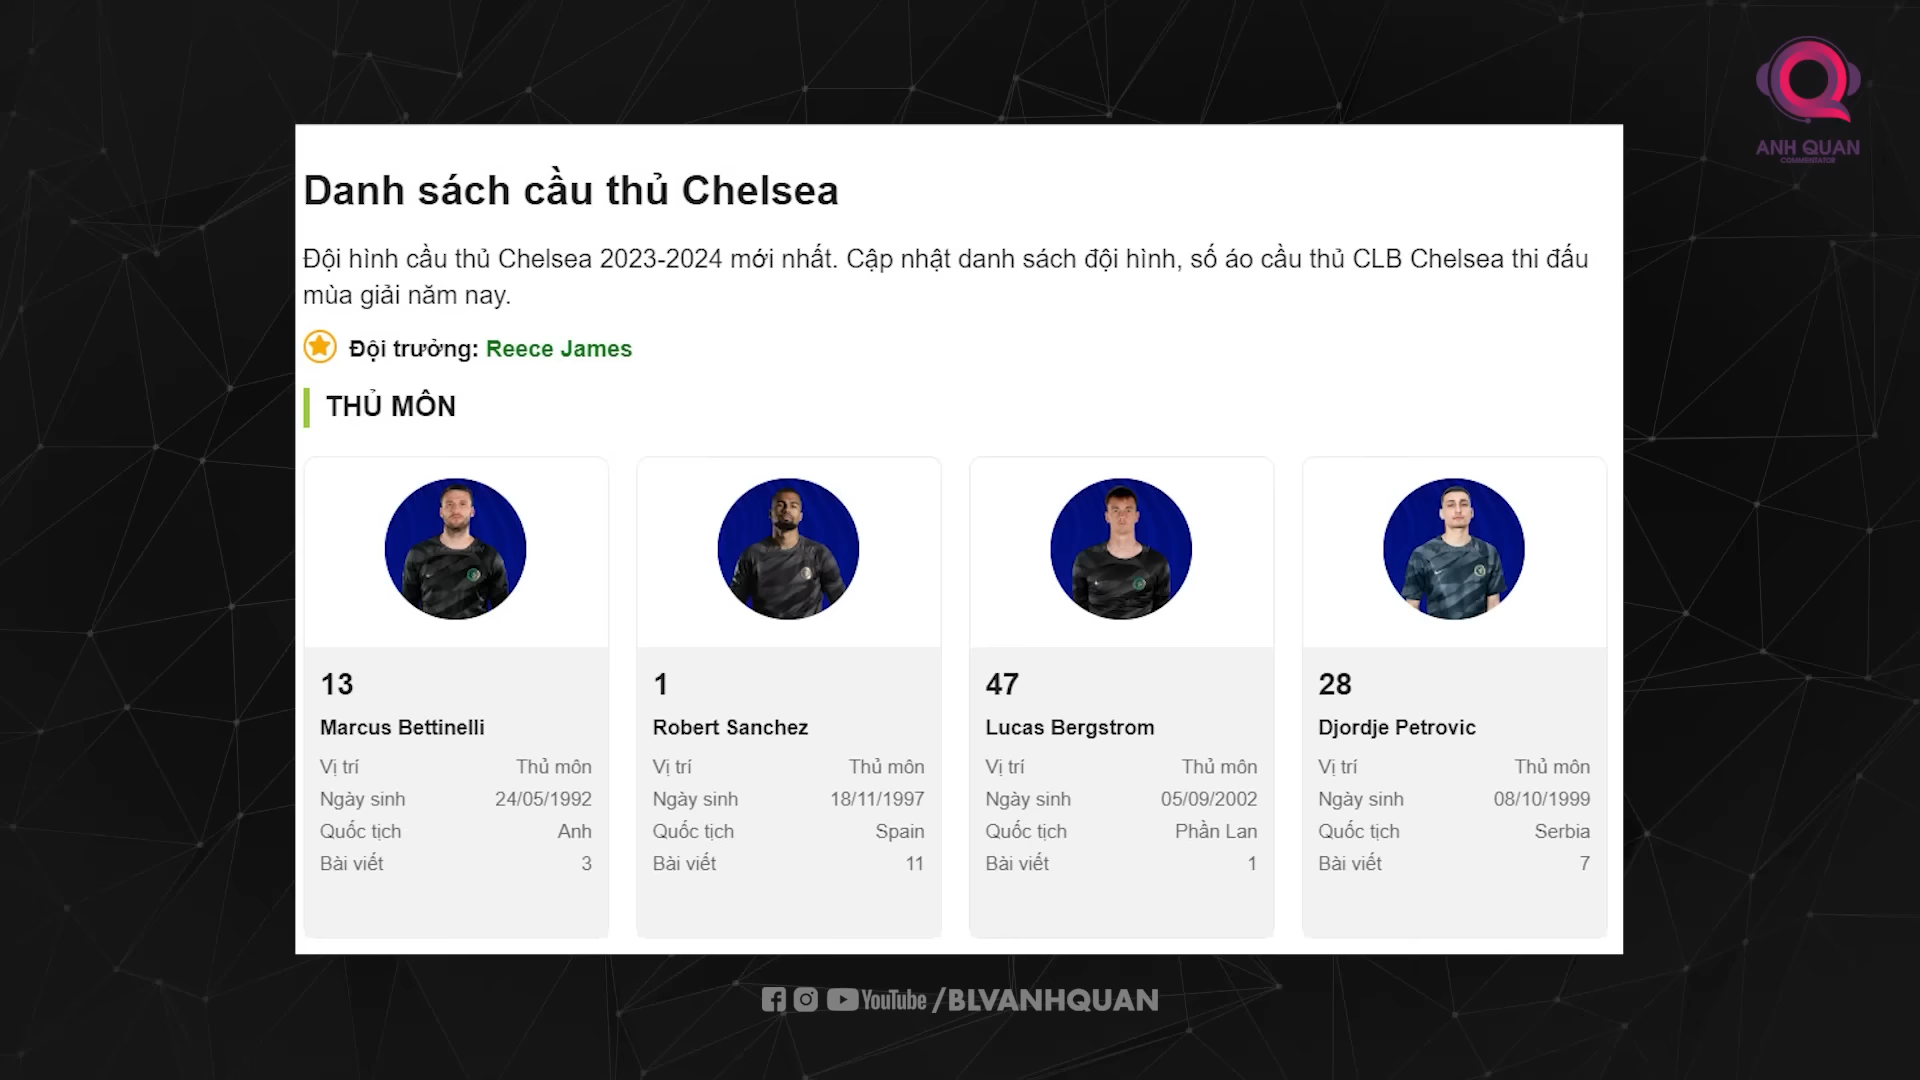 ANH QUAN
COMMENTATOR
Danh sách cầu thủ Chelsea
Đội hình cầu thủ Chelsea 2023-2024 mới nhất. Cập nhật danh sách đội hình, số áo cầu thủ CLB Chelsea thi đấu
mùa giải năm nay.
Đội trưởng: Reece James
THỦ MÔN
13
Marcus Bettinelli
Vị trí Thủ môn
Ngày sinh 24/05/1992
Quốc tịch Anh
Bài viết 3
1
Robert Sanchez
Vị trí Thủ môn
Ngày sinh 18/11/1997
Quốc tịch Spain
Bài viết 11
47
Lucas Bergstrom
Vị trí Thủ môn
Ngày sinh 05/09/2002
Quốc tịch Phần Lan
Bài viết 1
28
Djordje Petrovic
Vị trí Thủ môn
Ngày sinh 08/10/1999
Quốc tịch Serbia
Bài viết 7
YouTube /BLVANHQUAN